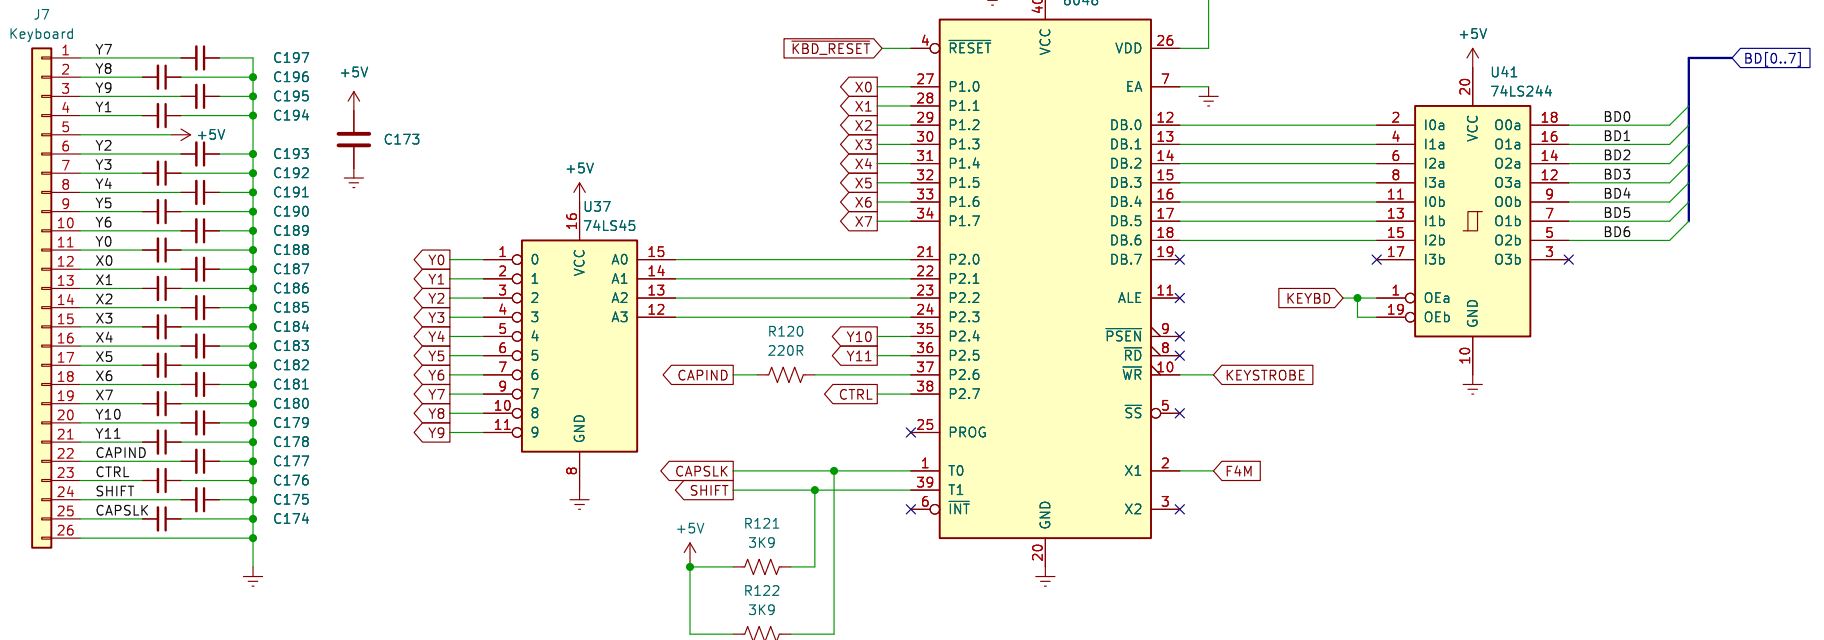 J7
Keyboard
1 Y7 C197
2 Y8 C196
3 Y9 C195
4 Y1 C194
5 +5V
6 Y2 C193
7 Y3 C192
8 Y4 C191
9 Y5 C190
10 Y6 C189
11 Y0 C188
12 X0 C187
13 X1 C186
14 X2 C185
15 X3 C184
16 X4 C183
17 X5 C182
18 X6 C181
19 X7 C180
20 Y10 C179
21 Y11 C178
22 CAPIND C177
23 CTRL C176
24 SHIFT C175
25 CAPSLK C174
26
+5V
C173
+5V
U37
74LS45
16
VCC
Y0 1 0 A0 15
Y1 2 1 A1 14
Y2 3 2 A2 13
Y3 4 3 A3 12
Y4 5 4
Y5 6 5
Y6 7 6
Y7 9 7
Y8 10 8
Y9 11 9
GND
8
40
8048
VCC
KBD_RESET 4 RESET VDD 26
X0 27 P1.0 EA 7
X1 28 P1.1
X2 29 P1.2 DB.0 12
X3 30 P1.3 DB.1 13
X4 31 P1.4 DB.2 14
X5 32 P1.5 DB.3 15
X6 33 P1.6 DB.4 16
X7 34 P1.7 DB.5 17
DB.6 18
21 P2.0 DB.7 19
22 P2.1
23 P2.2 ALE 11
24 P2.3
Y10 35 P2.4 PSEN 9
Y11 36 P2.5 RD 8
R120
220R
CAPIND 37 P2.6 WR 10 KEYSTROBE
CTRL 38 P2.7
SS 5
25 PROG
CAPSLK 1 T0 X1 2 F4M
SHIFT 39 T1
6 INT X2 3
GND
20
+5V
R121
3K9
R122
3K9
+5V
U41
74LS244
20
VCC
2 I0a O0a 18 BD0
4 I1a O1a 16 BD1
6 I2a O2a 14 BD2
8 I3a O3a 12 BD3
11 I0b O0b 9 BD4
13 I1b O1b 7 BD5
15 I2b O2b 5 BD6
17 I3b O3b 3
KEYBD 1 OEa
19 OEb
GND
10
BD[0..7]